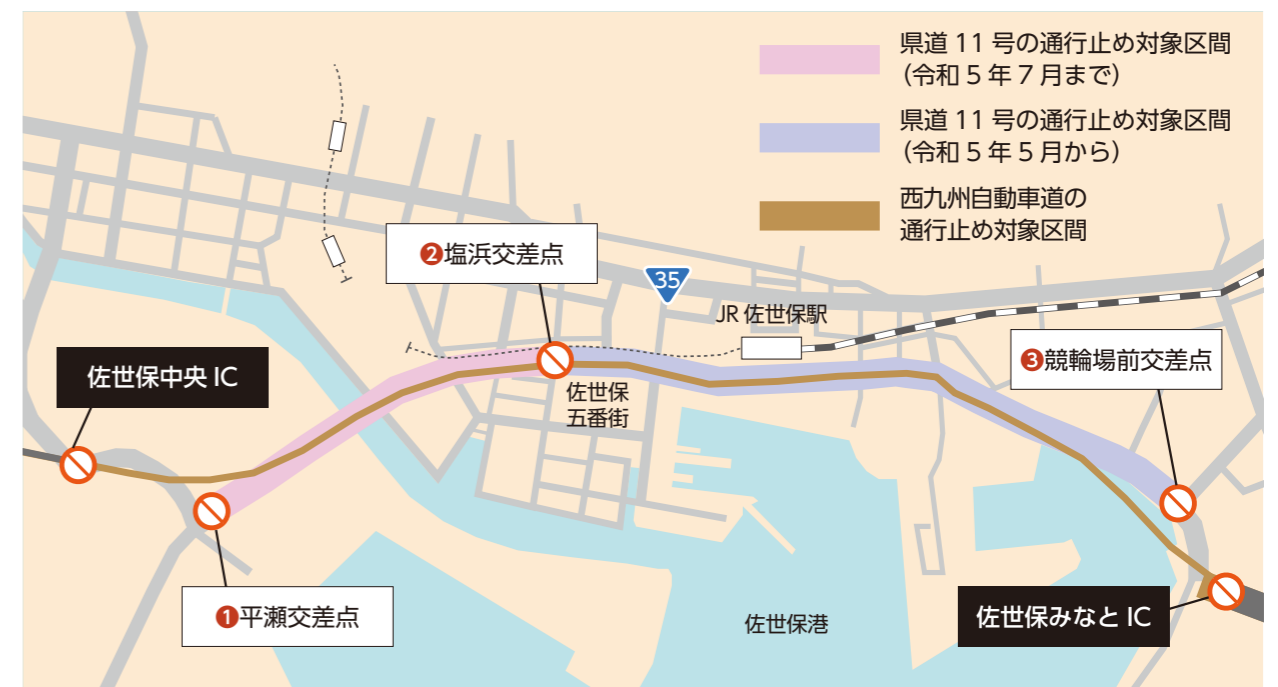 県道 11 号の通行止め対象区間
（令和 5 年 7 月まで）
県道 11 号の通行止め対象区間
（令和 5 年 5 月から）
西九州自動車道の
通行止め対象区間
❷塩浜交差点
35
JR 佐世保駅
❸競輪場前交差点
佐世保中央 IC
佐世保
五番街
❶平瀬交差点
佐世保港
佐世保みなと IC